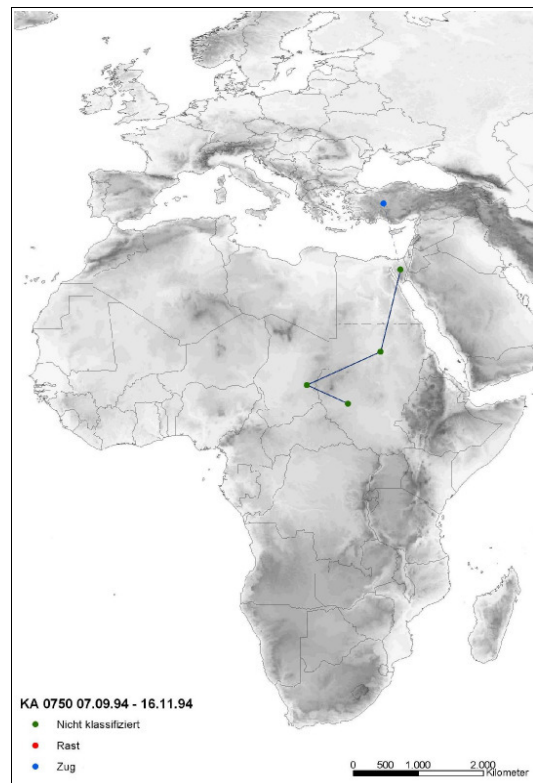 KA 0750 07.09.94 - 16.11.94
Nicht klassifiziert
Rast
Zug
0 500 1.000 2.000
Kilometer